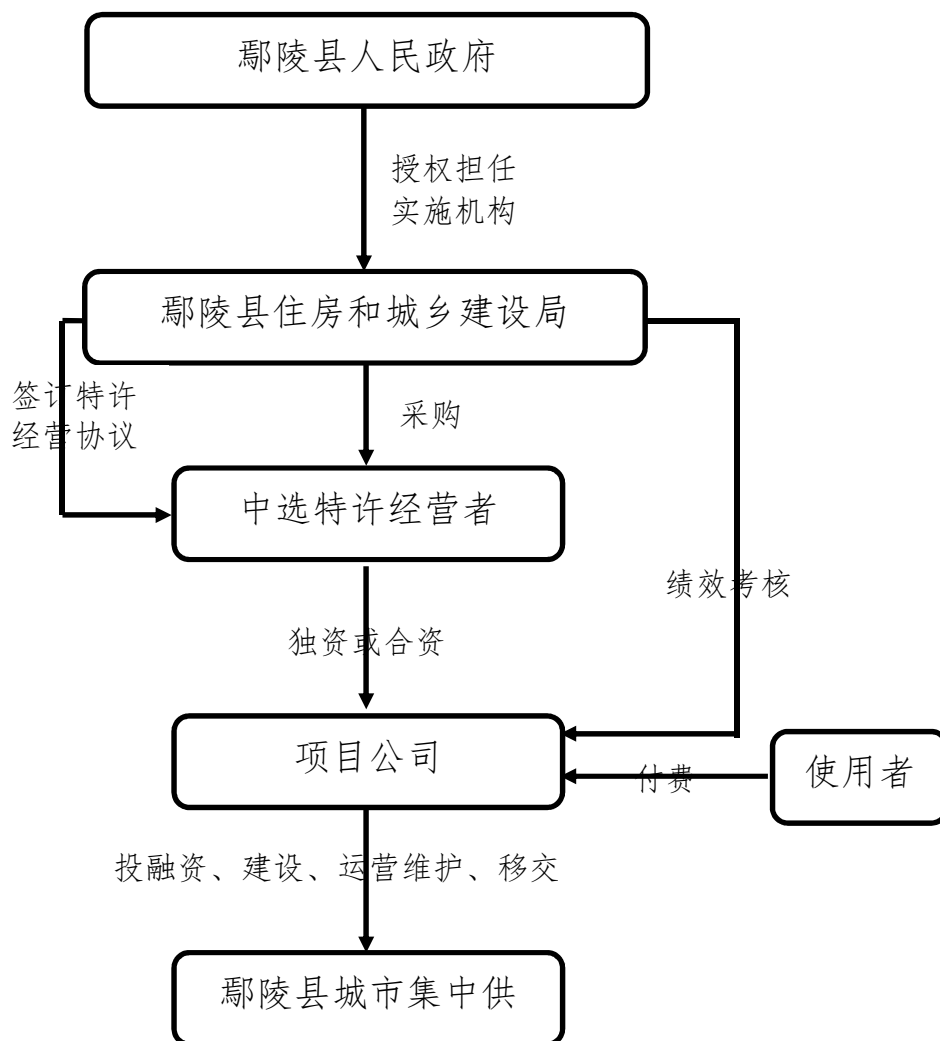 鄢陵县人民政府
授权担任
实施机构
鄢陵县住房和城乡建设局
签订特许
经营协议
采购
中选特许经营者
绩效考核
独资或合资
项目公司
付费
使用者
投融资、建设、运营维护、移交
鄢陵县城市集中供